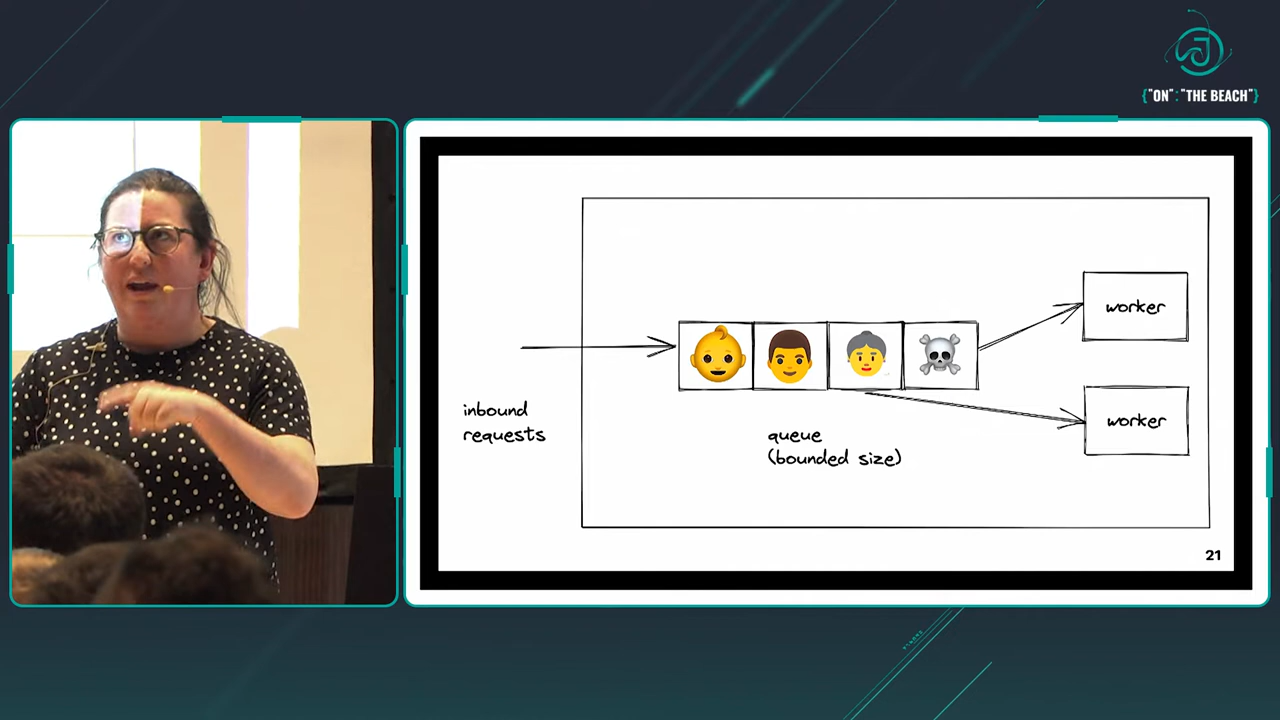 {"ON":"THE BEACH"}
worker
inbound
requests
worker
queue
(bounded size)
21